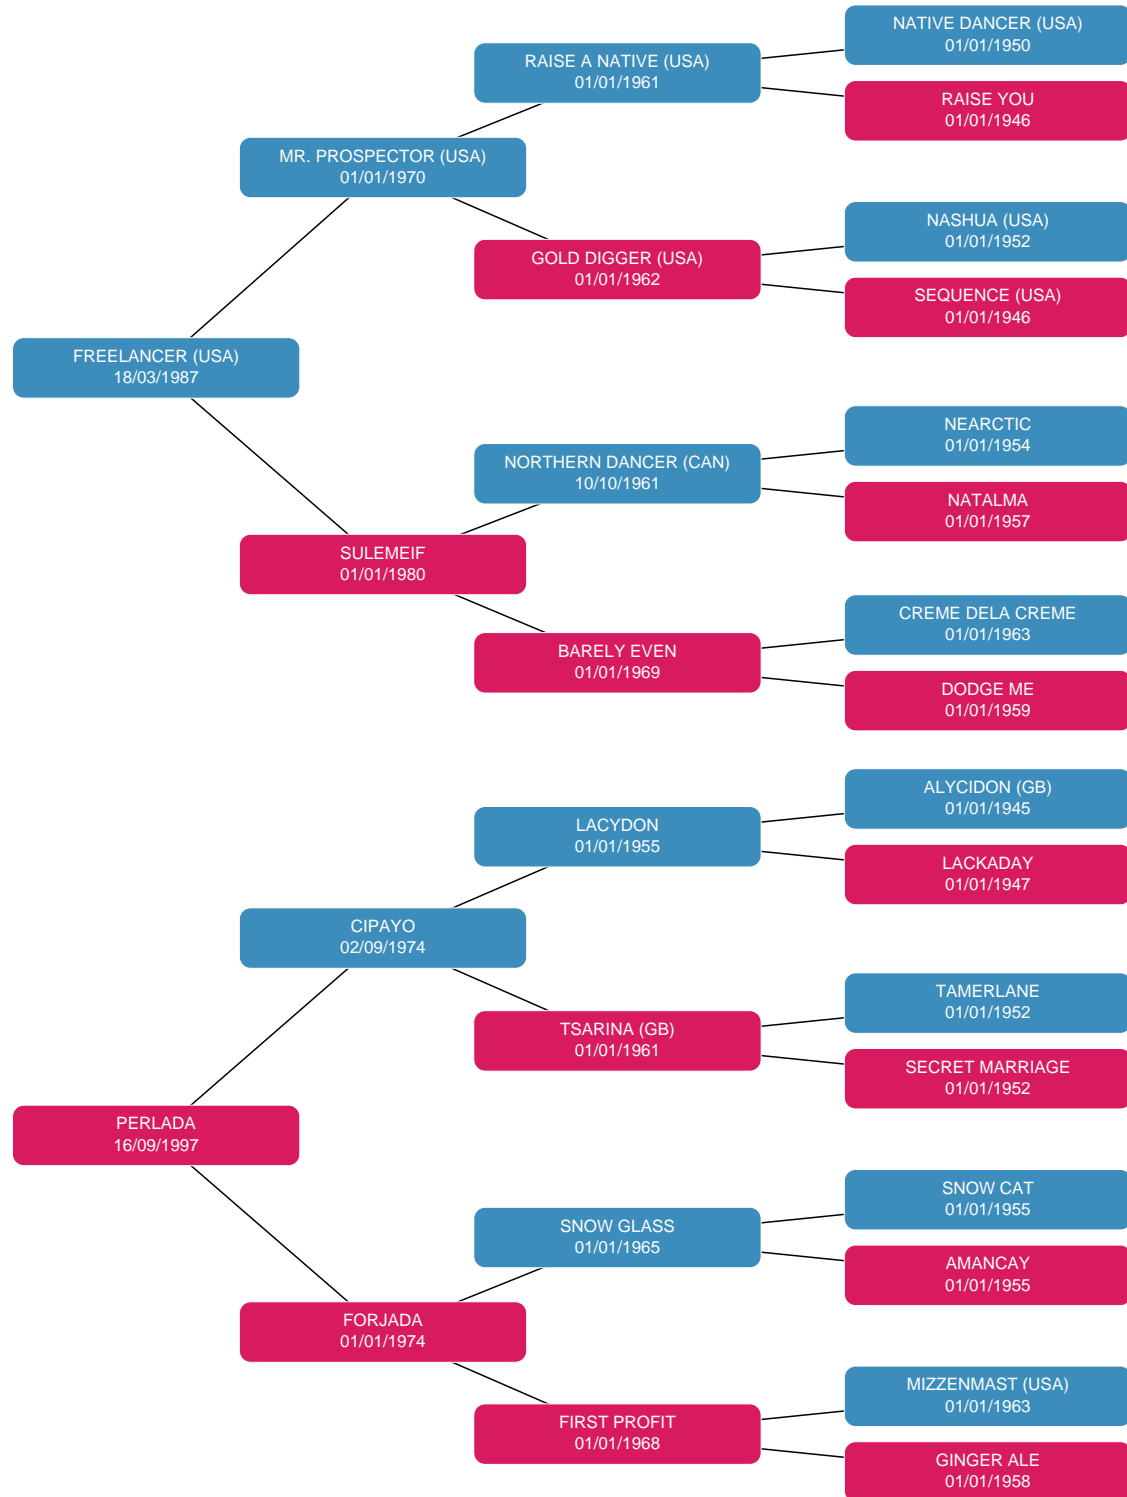 NATIVE DANCER (USA)
01/01/1950
RAISE A NATIVE (USA)
01/01/1961
RAISE YOU
01/01/1946
MR. PROSPECTOR (USA)
01/01/1970
NASHUA (USA)
01/01/1952
GOLD DIGGER (USA)
01/01/1962
SEQUENCE (USA)
01/01/1946
FREELANCER (USA)
18/03/1987
NEARCTIC
01/01/1954
NORTHERN DANCER (CAN)
10/10/1961
NATALMA
01/01/1957
SULEMEIF
01/01/1980
CREME DELA CREME
01/01/1963
BARELY EVEN
01/01/1969
DODGE ME
01/01/1959
ALYCIDON (GB)
01/01/1945
LACYDON
01/01/1955
LACKADAY
01/01/1947
CIPAYO
02/09/1974
TAMERLANE
01/01/1952
TSARINA (GB)
01/01/1961
SECRET MARRIAGE
01/01/1952
PERLADA
16/09/1997
SNOW CAT
01/01/1955
SNOW GLASS
01/01/1965
AMANCAY
01/01/1955
FORJADA
01/01/1974
MIZZENMAST (USA)
01/01/1963
FIRST PROFIT
01/01/1968
GINGER ALE
01/01/1958